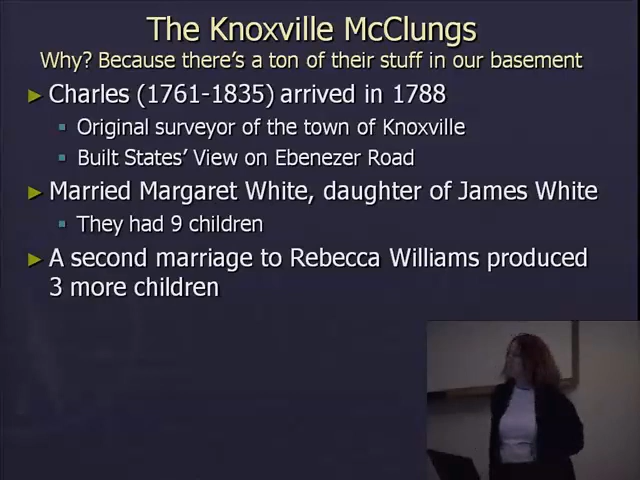 The Knoxville McClungs
Why? Because there's a ton of their stuff in our basement
Charles (1761-1835) arrived in 1788
Original surveyor of the town of Knoxville
Built States' View on Ebenezer Road
Married Margaret White, daughter of James White
They had 9 children
A second marriage to Rebecca Williams produced
3 more children